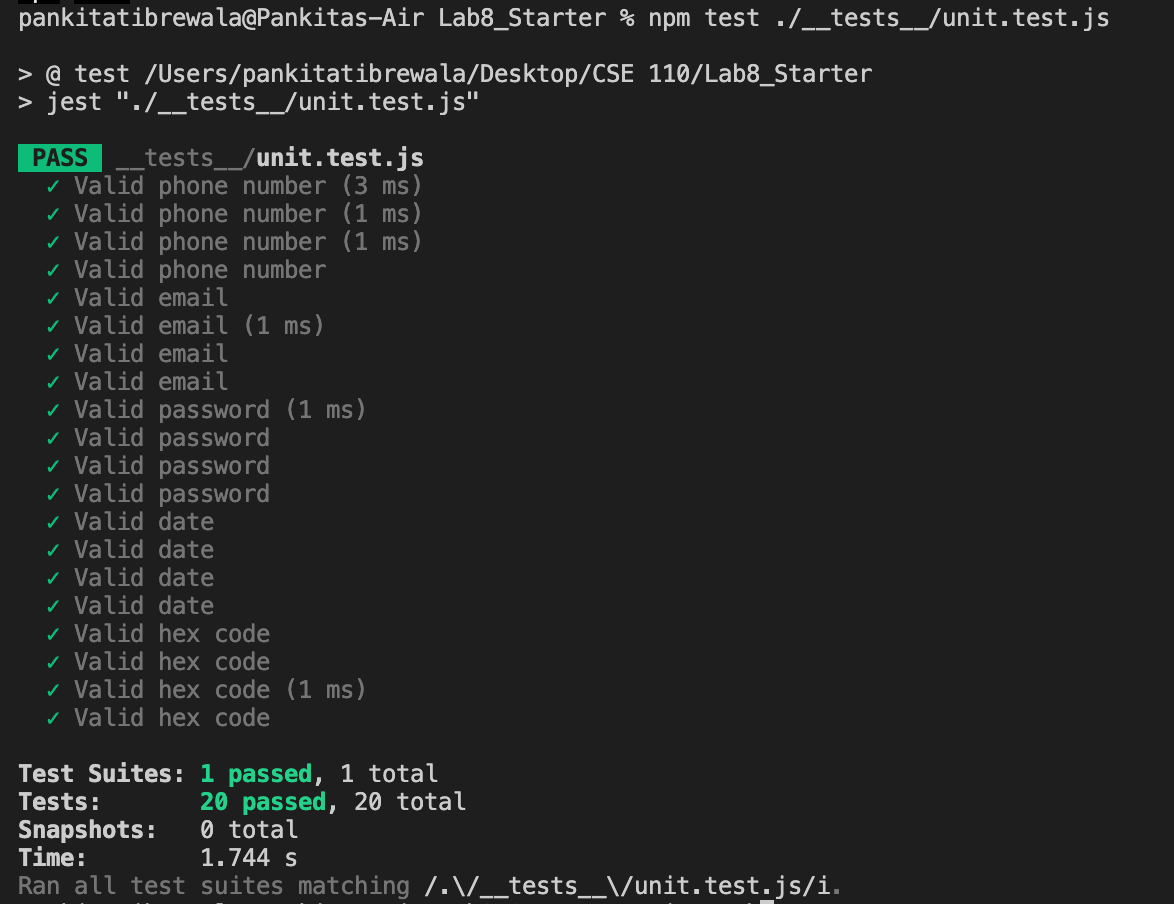 pankitatibrewala@Pankitas-Air Lab8_Starter % npm test ./__tests__/unit.test.js
> @ test /Users/pankitatibrewala/Desktop/CSE 110/Lab8_Starter
> jest "./__tests__/unit.test.js"
PASS __tests__/unit.test.js
✓ Valid phone number (3 ms)
✓ Valid phone number (1 ms)
✓ Valid phone number (1 ms)
✓ Valid phone number
✓ Valid email
✓ Valid email (1 ms)
✓ Valid email
✓ Valid email
✓ Valid password (1 ms)
✓ Valid password
✓ Valid password
✓ Valid password
✓ Valid date
✓ Valid date
✓ Valid date
✓ Valid date
✓ Valid hex code
✓ Valid hex code
✓ Valid hex code (1 ms)
✓ Valid hex code
Test Suites: 1 passed, 1 total
Tests: 20 passed, 20 total
Snapshots: 0 total
Time: 1.744 s
Ran all test suites matching /.\/__tests__\/unit.test.js/i.